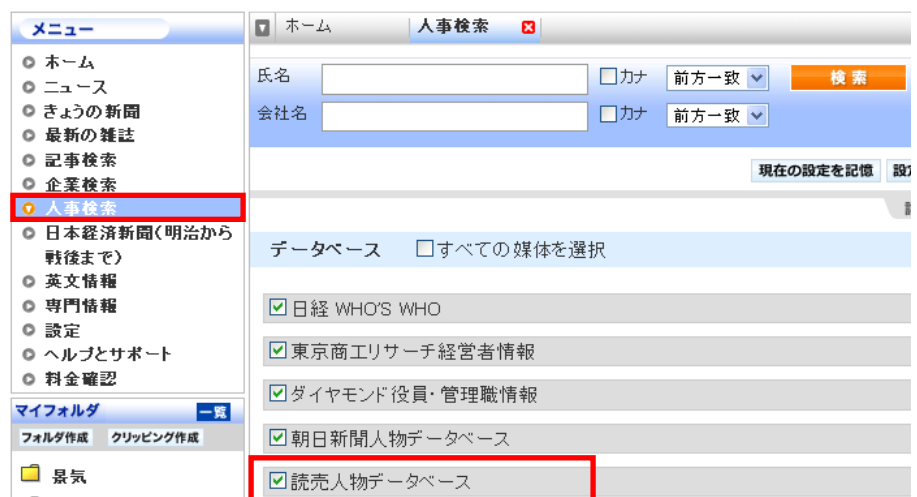 メニュー
ホーム
ニュース
きょうの新聞
最新の雑誌
記事検索
企業検索
人事検索
日本経済新聞(明治から
戦後まで)
英文情報
専門情報
設定
ヘルプとサポート
料金確認
マイフォルダ 一覧
フォルダ作成 クリッピング作成
景気
ホーム 人事検索
氏名 カナ 前方一致 検索
会社名 カナ 前方一致
現在の設定を記憶
データベース すべての媒体を選択
日経 WHO'S WHO
東京商工リサーチ経営者情報
ダイヤモンド役員・管理職情報
朝日新聞人物データベース
読売人物データベース